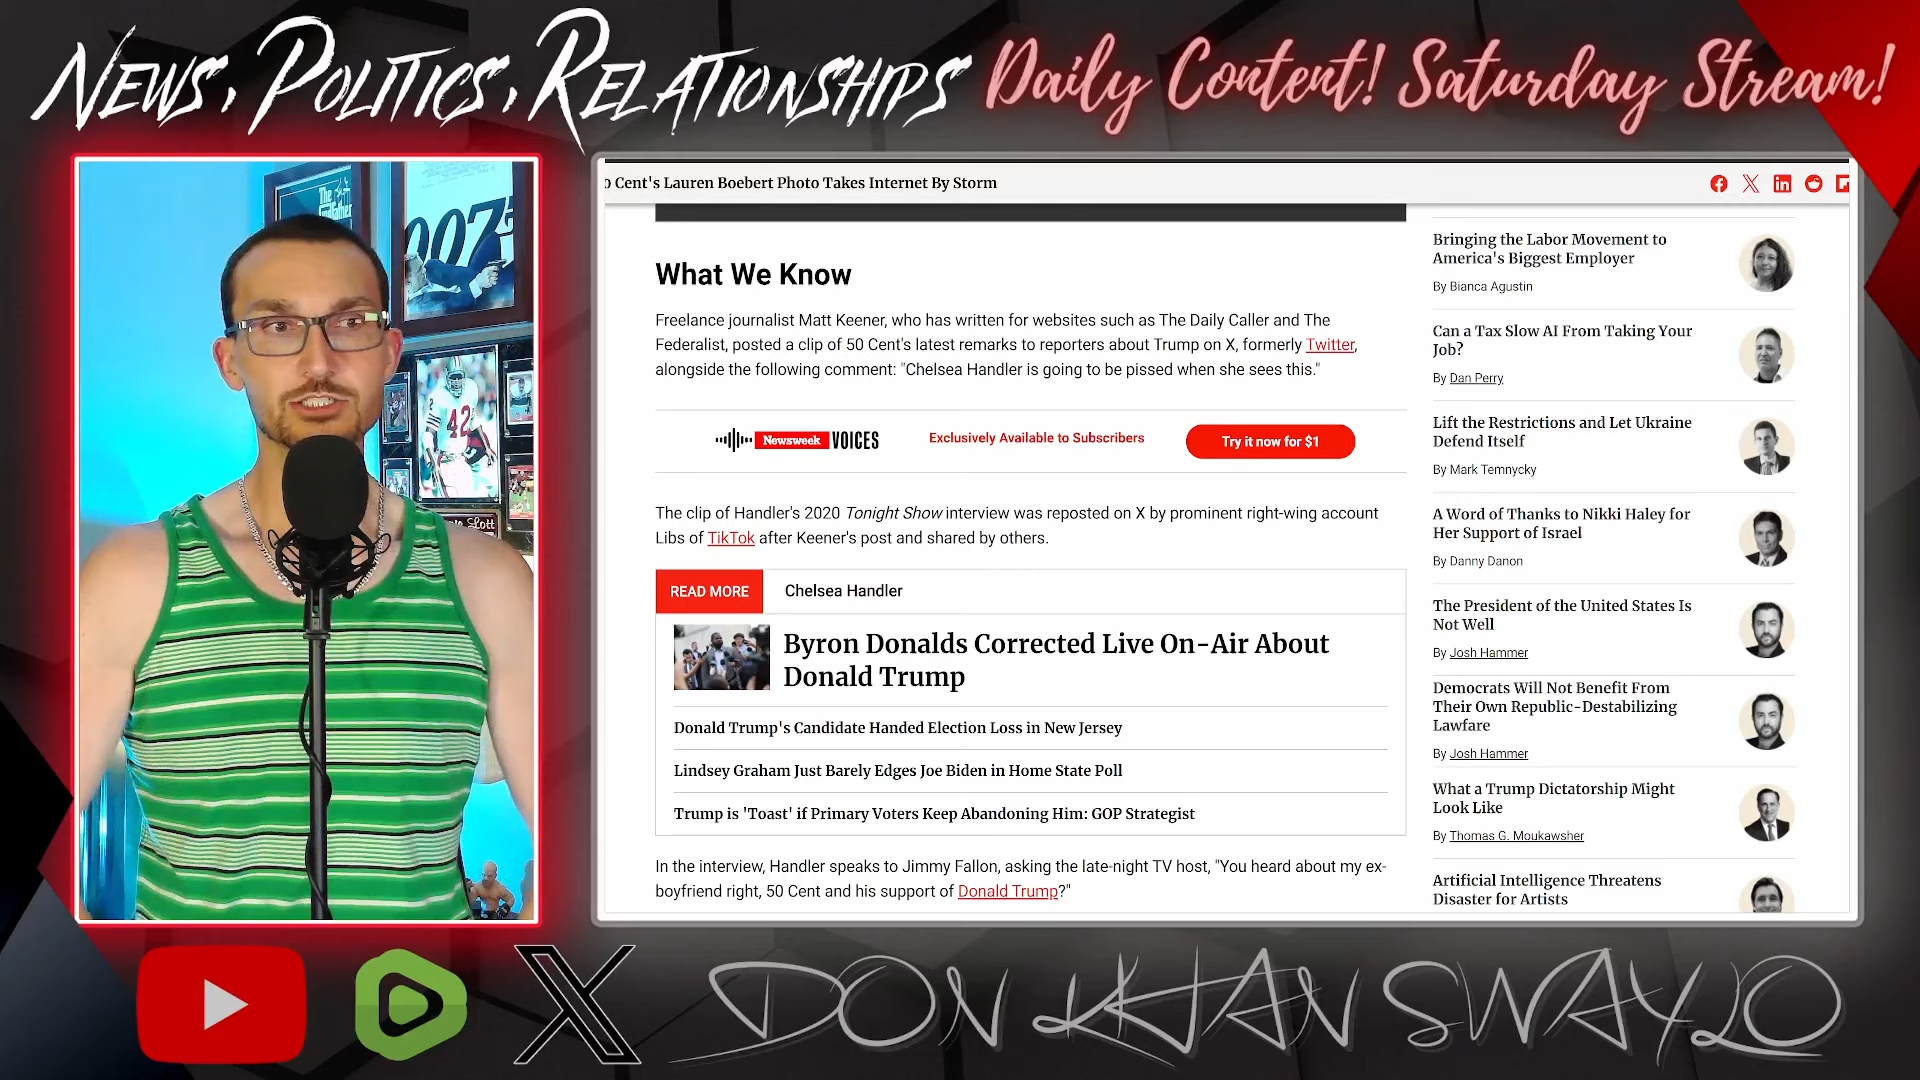 News, Politics, Relationships Daily Content! Saturday Stream!
The Godfather
007
42
Lott
Cent's Lauren Boebert Photo Takes Internet By Storm
What We Know
Freelance journalist Matt Keener, who has written for websites such as The Daily Caller and The
Federalist, posted a clip of 50 Cent's latest remarks to reporters about Trump on X, formerly Twitter,
alongside the following comment: "Chelsea Handler is going to be pissed when she sees this."
Newsweek VOICES
Exclusively Available to Subscribers
Try it now for $1
The clip of Handler's 2020 Tonight Show interview was reposted on X by prominent right-wing account
Libs of TikTok after Keener's post and shared by others.
READ MORE Chelsea Handler
Byron Donalds Corrected Live On-Air About
Donald Trump
Donald Trump's Candidate Handed Election Loss in New Jersey
Lindsey Graham Just Barely Edges Joe Biden in Home State Poll
Trump is 'Toast' if Primary Voters Keep Abandoning Him: GOP Strategist
In the interview, Handler speaks to Jimmy Fallon, asking the late-night TV host, "You heard about my ex-
boyfriend right, 50 Cent and his support of Donald Trump?"
Bringing the Labor Movement to
America's Biggest Employer
By Bianca Agustin
Can a Tax Slow AI From Taking Your
Job?
By Dan Perry
Lift the Restrictions and Let Ukraine
Defend Itself
By Mark Temnycky
A Word of Thanks to Nikki Haley for
Her Support of Israel
By Danny Danon
The President of the United States Is
Not Well
By Josh Hammer
Democrats Will Not Benefit From
Their Own Republic-Destabilizing
Lawfare
By Josh Hammer
What a Trump Dictatorship Might
Look Like
By Thomas G. Moukawsher
Artificial Intelligence Threatens
Disaster for Artists
X DON KHAN SWAYLO